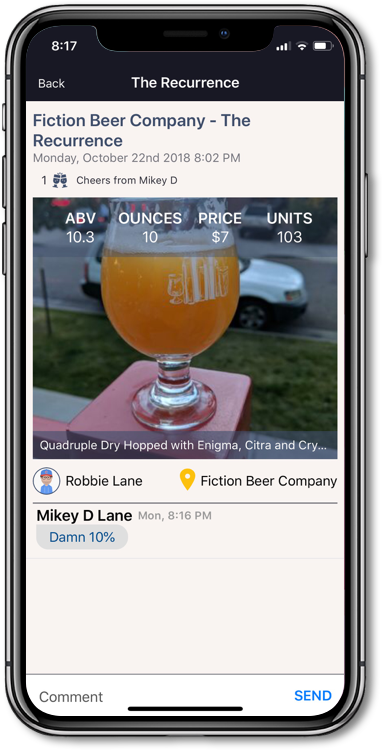 8:17
Back The Recurrence
Fiction Beer Company - The
Recurrence
Monday, October 22nd 2018 8:02 PM
1 Cheers from Mikey D
ABV OUNCES PRICE UNITS
10.3 10 $7 103
Quadruple Dry Hopped with Enigma, Citra and Cry...
Robbie Lane Fiction Beer Company
Mikey D Lane Mon, 8:16 PM
Damn 10%
Comment SEND